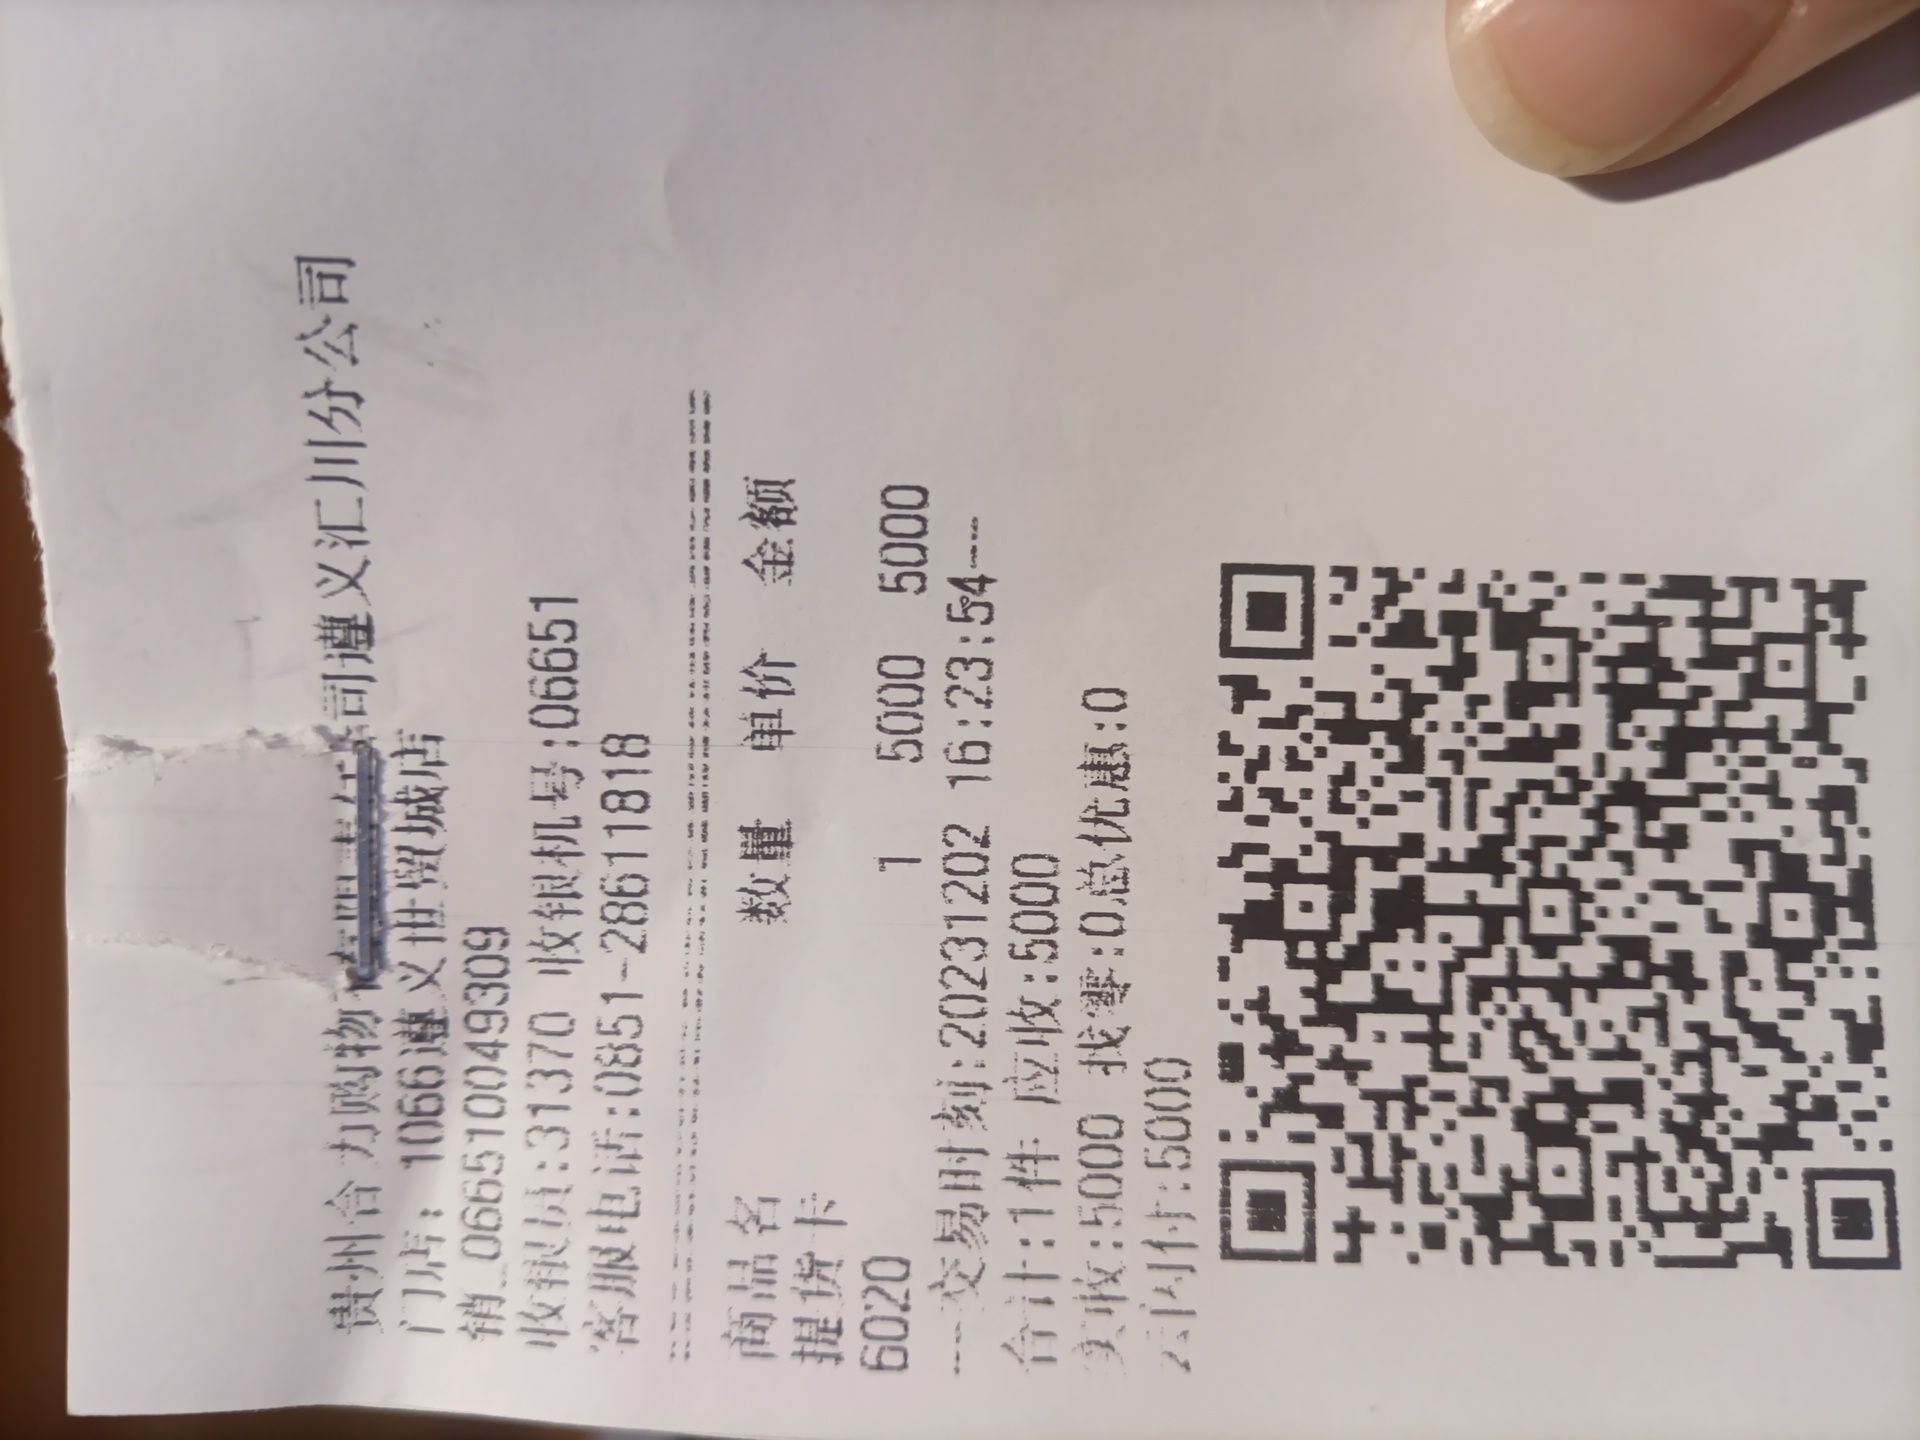 贵州合力购物有限责任公司遵义汇川分公司
门店：1066遵义世贸城店
销_066510049309
收银员:31370 收银机号:06651
客服电话:0851-28611818
========================================
商品名 数量 单价 金额
提货卡
6020 1 5000 5000
---交易时刻:20231202 16:23:54---
合计:1件 应收:5000
实收:5000 找零:0总优惠:0
云闪付:5000